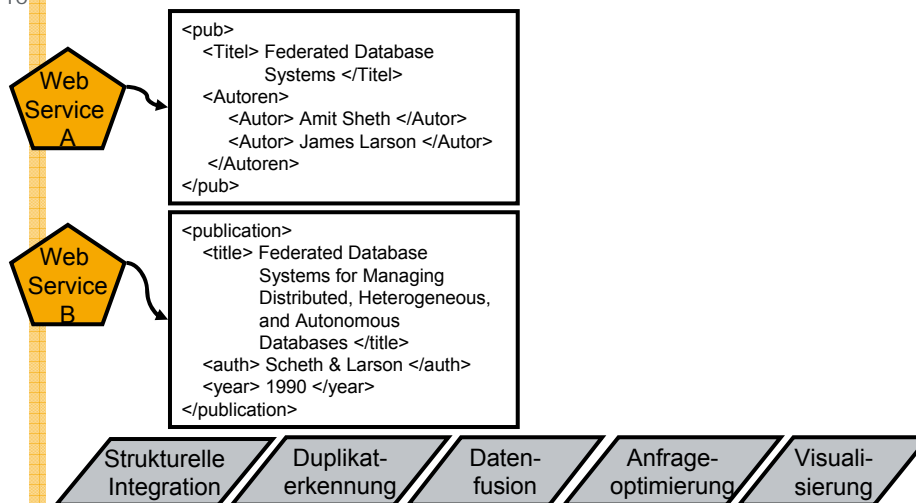 Web
Service
A
<pub>
<Titel> Federated Database
Systems </Titel>
<Autoren>
<Autor> Amit Sheth </Autor>
<Autor> James Larson </Autor>
</Autoren>
</pub>
Web
Service
B
<publication>
<title> Federated Database
Systems for Managing
Distributed, Heterogeneous,
and Autonomous
Databases </title>
<auth> Scheth & Larson </auth>
<year> 1990 </year>
</publication>
Strukturelle
Integration
Duplikat-
erkennung
Daten-
fusion
Anfrage-
optimierung
Visuali-
sierung